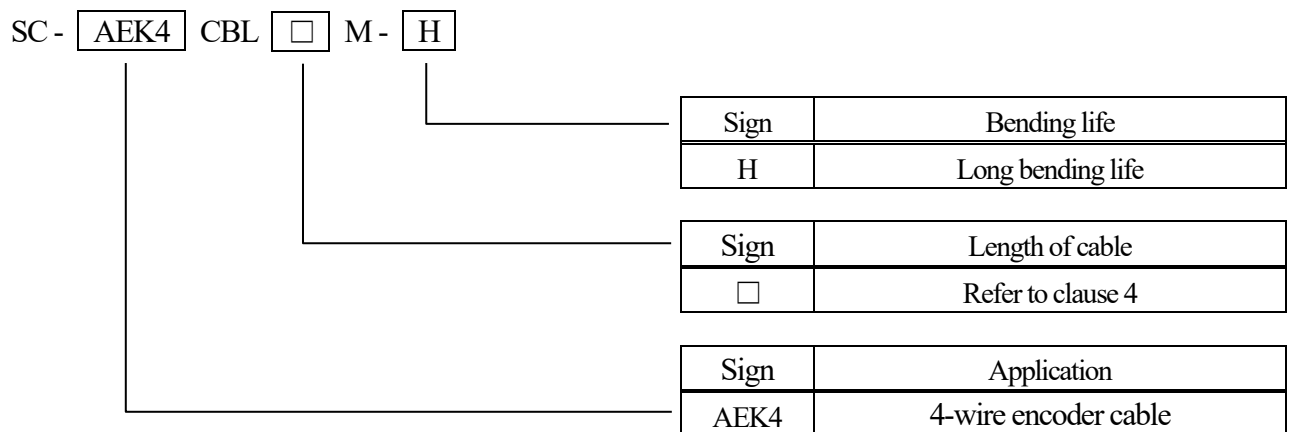 SC - AEK4 CBL □ M - H
Sign Bending life
H Long bending life
Sign Length of cable
□ Refer to clause 4
Sign Application
AEK4 4-wire encoder cable